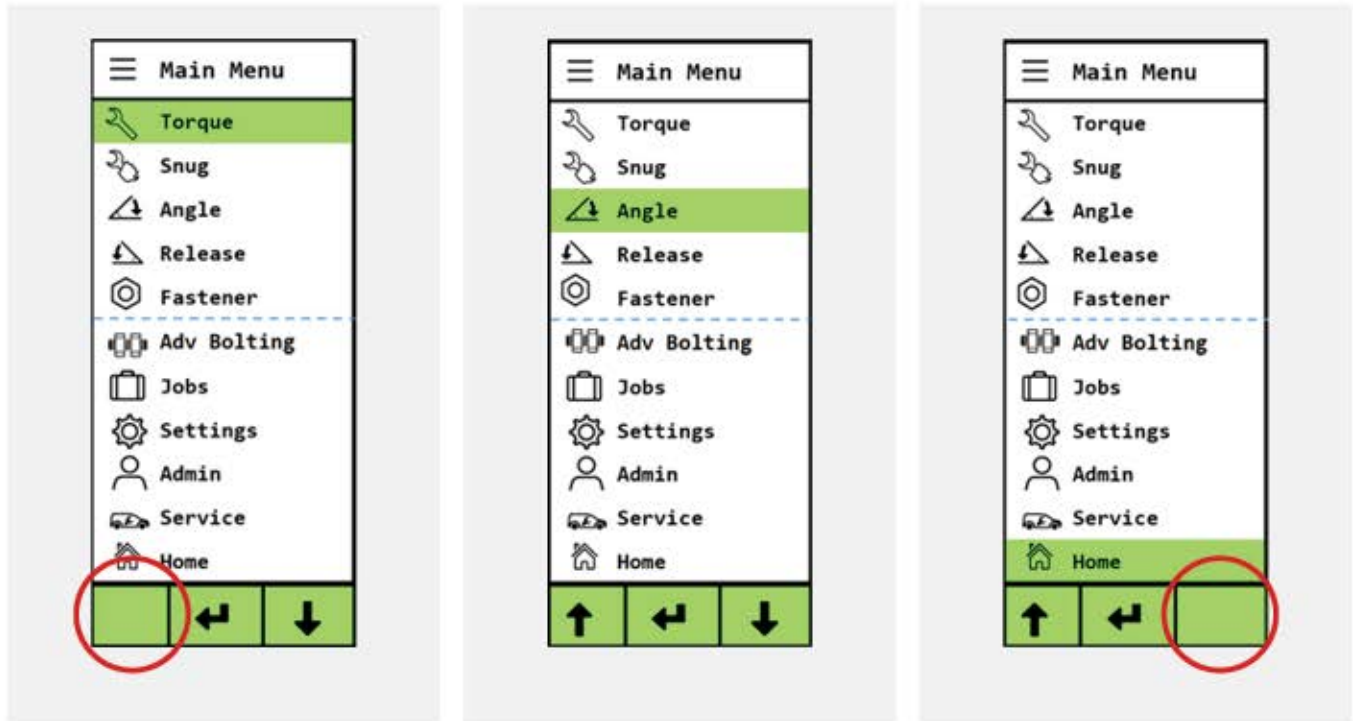 Main Menu
Torque
Snug
Angle
Release
Fastener
Adv Bolting
Jobs
Settings
Admin
Service
Home
Main Menu
Torque
Snug
Angle
Release
Fastener
Adv Bolting
Jobs
Settings
Admin
Service
Home
Main Menu
Torque
Snug
Angle
Release
Fastener
Adv Bolting
Jobs
Settings
Admin
Service
Home